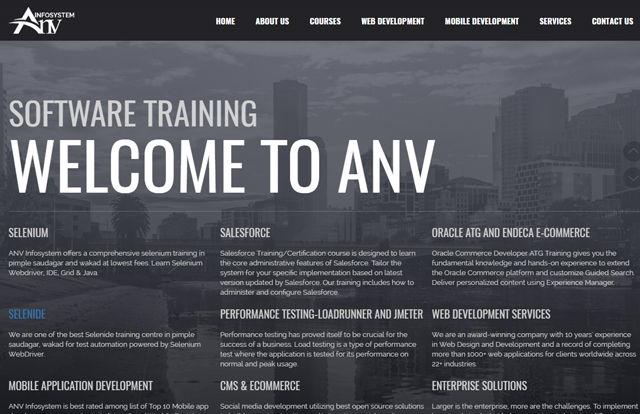 INFOSYSTEM
Anv
HOME ABOUT US COURSES WEB DEVELOPMENT MOBILE DEVELOPMENT SERVICES CONTACT US
SOFTWARE TRAINING
WELCOME TO ANV
SELENIUM
ANV Infosystem offers a comprehensive selenium training in
pimple saudagar and wakad at lowest fees. Learn Selenium
Webdriver, IDE, Grid & Java.
SALESFORCE
Salesforce Training/Certification course is designed to learn
the core administrative features of Salesforce. Tailor the
system for your specific implementation based on latest
version updated by Salesforce. Our training includes how to
administer and configure Salesforce.
ORACLE ATG AND ENDECA E-COMMERCE
Oracle Commerce Developer ATG Training gives you the
fundamental knowledge and hands-on experience to extend
the Oracle Commerce platform and customize Guided Search.
Deliver personalized content using Experience Manager.
SELENIDE
We are one of the best Selenide training centre in pimple
saudagar, wakad for test automation powered by Selenium
WebDriver.
PERFORMANCE TESTING-LOADRUNNER AND JMETER
Performance testing has proved itself to be crucial for the
success of a business. Load testing is a type of performance
test where the application is tested for its performance on
normal and peak usage.
WEB DEVELOPMENT SERVICES
We are an award-winning company with 10 years' experience
in Web Design and Development and a record of completing
more than 1000+ web applications for clients worldwide across
22+ industries.
MOBILE APPLICATION DEVELOPMENT
ANV Infosystem is best rated among list of Top 10 Mobile app
CMS & ECOMMERCE
Social media development utilizing best open source solutions
ENTERPRISE SOLUTIONS
Larger is the enterprise, more are the challenges. To implement